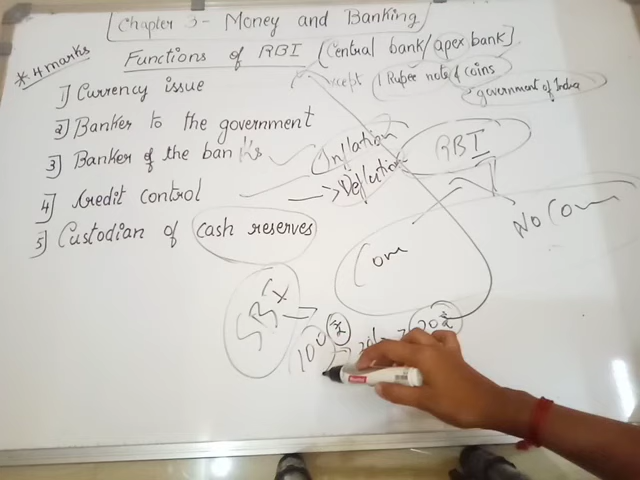 Chapter 3- Money and Banking
* 4 marks
Functions of RBI [Central bank/apex bank]
1] Currency issue
except 1 Rupee note & coins
government of India
2] Banker to the government
3] Banker of the banks
Inflation
RBI
4] Credit control → Deflection
5] Custodian of cash reserves
Com
No Com
SBI
100 ₹